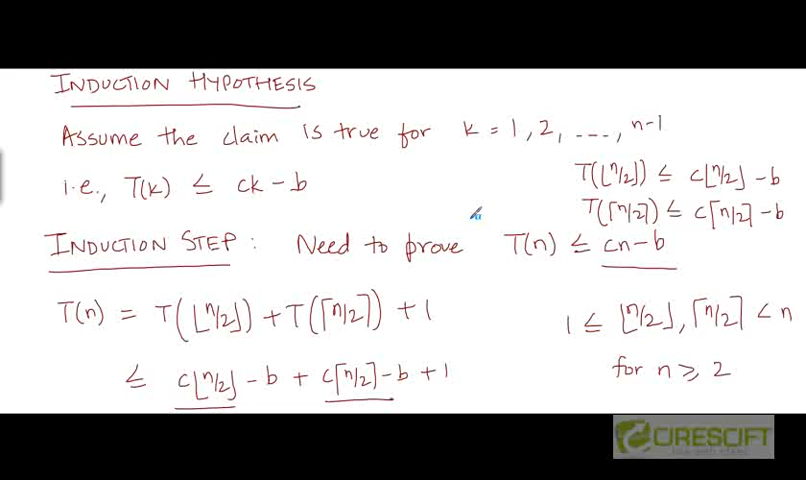 INDUCTION HYPOTHESIS
Assume the claim is true for k = 1, 2, ...., n-1
i.e., T(k) ≤ ck - b
T(⌊n/2⌋) ≤ c⌊n/2⌋ - b
T(⌈n/2⌉) ≤ c⌈n/2⌉ - b
INDUCTION STEP : Need to prove T(n) ≤ cn - b
T(n) = T(⌊n/2⌋) + T(⌈n/2⌉) + 1
1 ≤ ⌊n/2⌋, ⌈n/2⌉ < n
for n ≥ 2
≤ c⌊n/2⌋ - b + c⌈n/2⌉ - b + 1